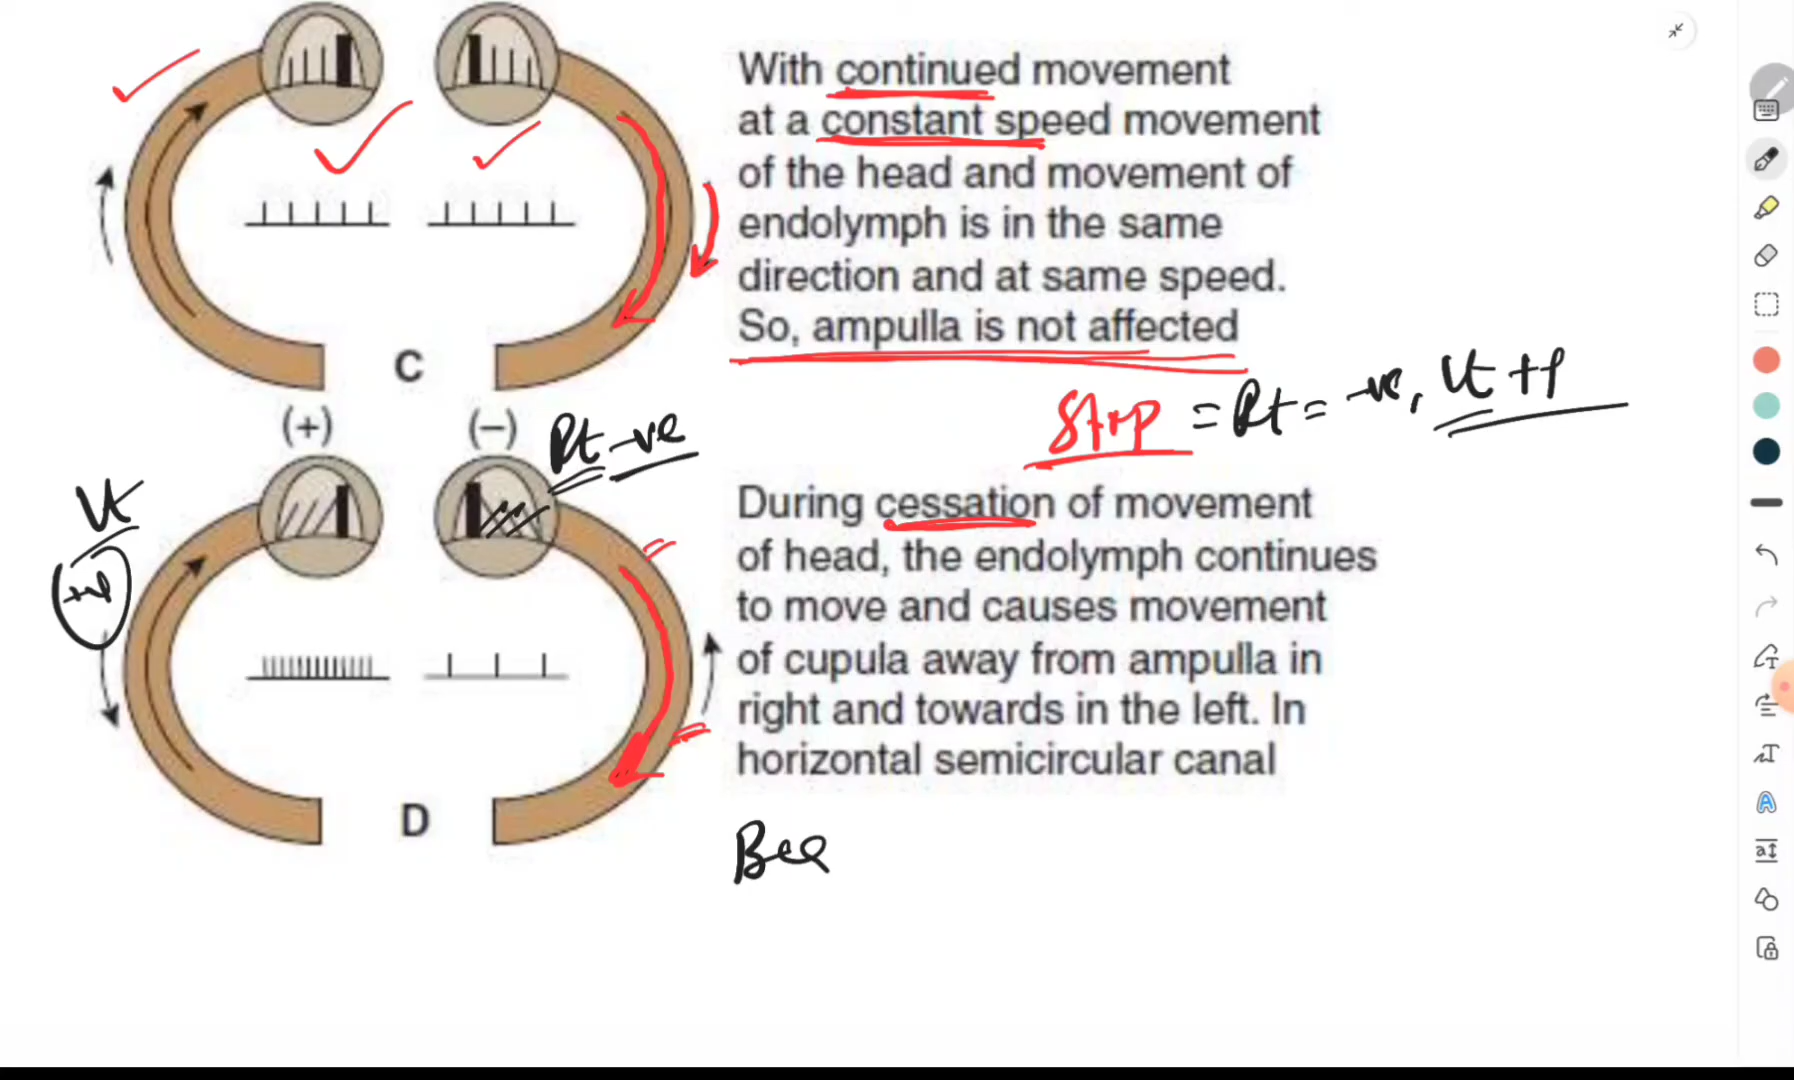 With continued movement
at a constant speed movement
of the head and movement of
endolymph is in the same
direction and at same speed.
So, ampulla is not affected
C
Stop = Rt = -ve, Lt +ve
(+) (-)
Rt -ve
Lt
+ve
During cessation of movement
of head, the endolymph continues
to move and causes movement
of cupula away from ampulla in
right and towards in the left. In
horizontal semicircular canal
D